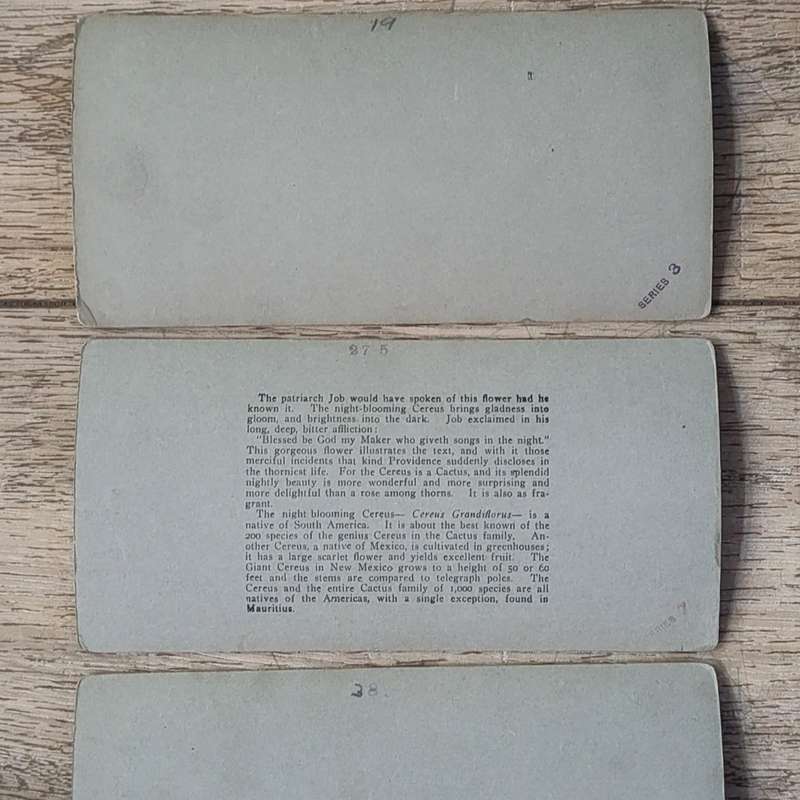 19
SERIES 3
275
The patriarch Job would have spoken of this flower had he
known it. The night-blooming Cereus brings gladness into
gloom, and brightness into the dark. Job exclaimed in his
long, deep, bitter affliction:
"Blessed be God my Maker who giveth songs in the night."
This gorgeous flower illustrates the text, and with it those
merciful incidents that kind Providence suddenly discloses in
the thorniest life. For the Cereus is a Cactus, and its splendid
nightly beauty is more wonderful and more surprising and
more delightful than a rose among thorns. It is also as fra-
grant.
The night blooming Cereus— Cereus Grandiflorus— is a
native of South America. It is about the best known of the
200 species of the genius Cereus in the Cactus family. An-
other Cereus, a native of Mexico, is cultivated in greenhouses;
it has a large scarlet flower and yields excellent fruit. The
Giant Cereus in New Mexico grows to a height of 50 or 60
feet and the stems are compared to telegraph poles. The
Cereus and the entire Cactus family of 1,000 species are all
natives of the Americas, with a single exception, found in
Mauritius.
38.